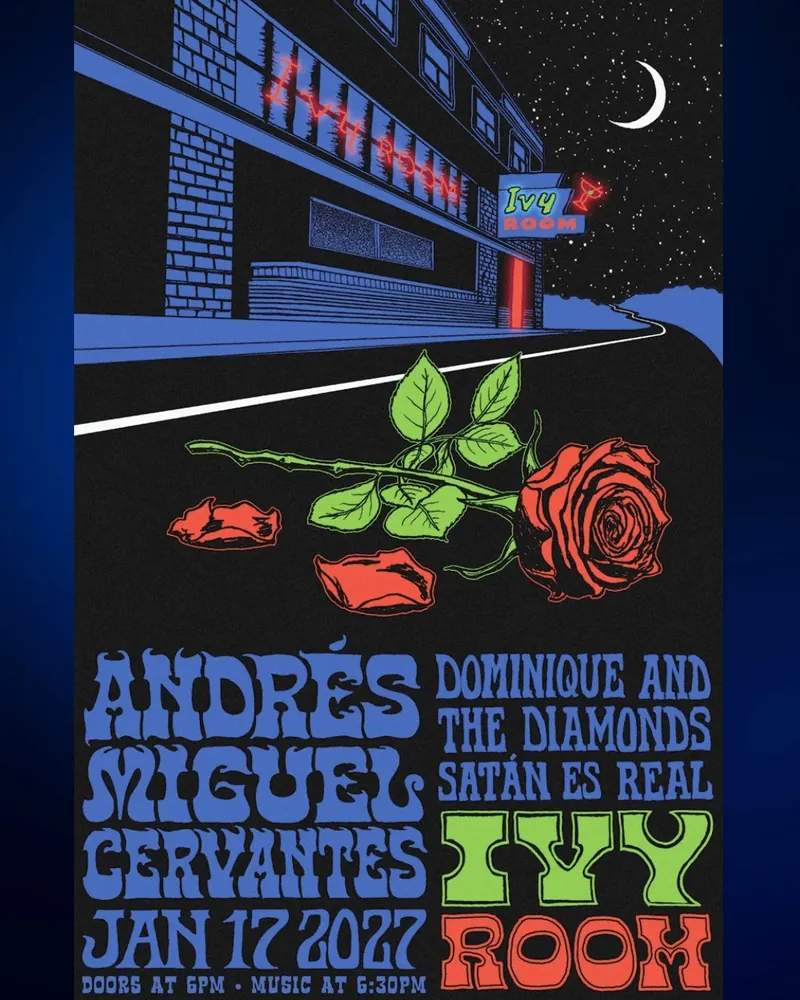 Ivy ROOM
Ivy
ROOM
ANDRÉS
MIGUEL
CERVANTES
JAN 17 2027
DOORS AT 6PM • MUSIC AT 6:30PM
DOMINIQUE AND
THE DIAMONDS
SATÁN ES REAL
IVY
ROOM